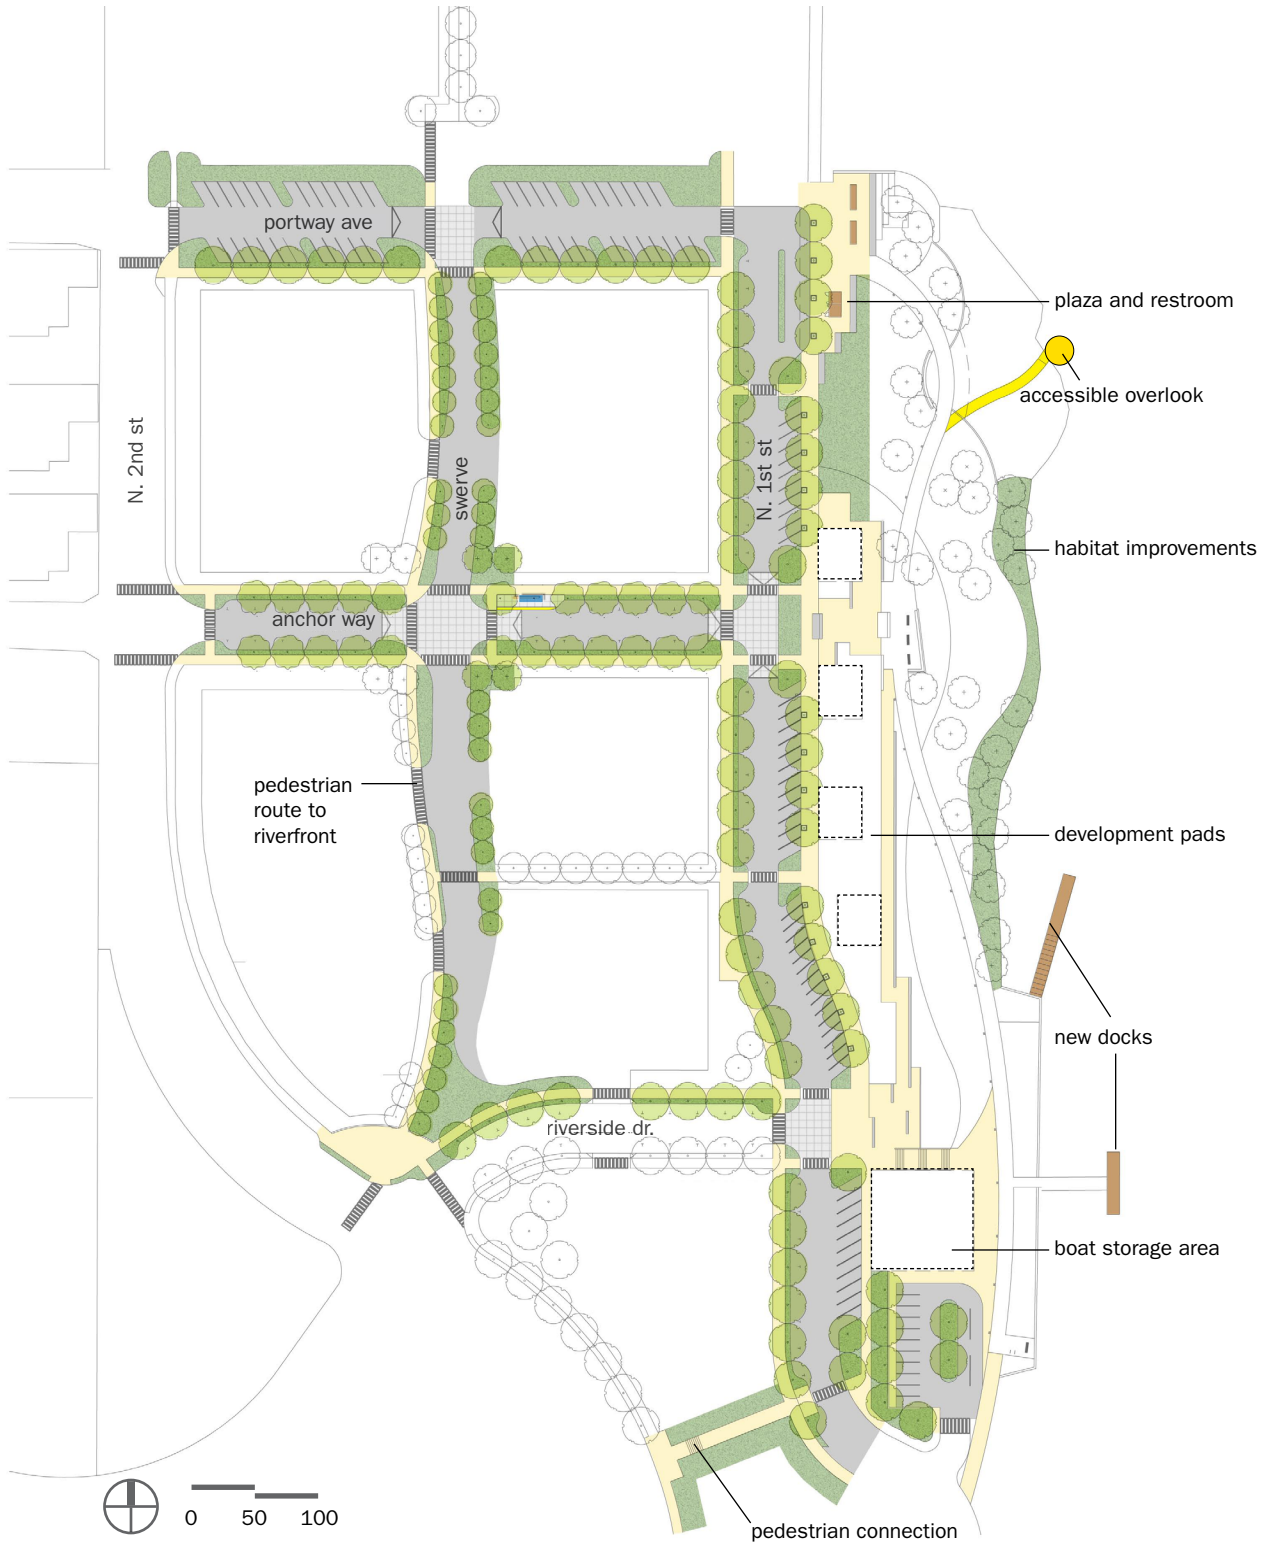 portway ave
plaza and restroom
accessible overlook
N. 2nd st
swerve
N. 1st st
habitat improvements
anchor way
pedestrian
route to
riverfront
development pads
new docks
riverside dr.
boat storage area
0 50 100
pedestrian connection